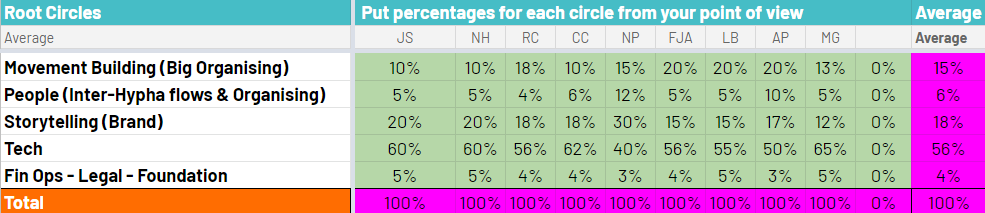 Root Circles Put percentages for each circle from your point of view Average
Average JS NH RC CC NP FJA LB AP MG Average
Movement Building (Big Organising) 10% 10% 18% 10% 15% 20% 20% 20% 13% 0% 15%
People (Inter-Hypha flows & Organising) 5% 5% 4% 6% 12% 5% 5% 10% 5% 0% 6%
Storytelling (Brand) 20% 20% 18% 18% 30% 15% 15% 17% 12% 0% 18%
Tech 60% 60% 56% 62% 40% 56% 55% 50% 65% 0% 56%
Fin Ops - Legal - Foundation 5% 5% 4% 4% 3% 4% 5% 3% 5% 0% 4%
Total 100% 100% 100% 100% 100% 100% 100% 100% 100% 0% 100%